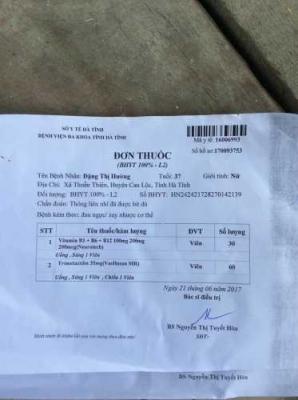 SỞ Y TẾ HÀ TĨNH
BỆNH VIỆN ĐA KHOA TỈNH HÀ TĨNH
Mã y tế: 16006993
Số hồ sơ: 170093753
ĐƠN THUỐC
(BHYT 100% - L2)
Tên Bệnh Nhân: Đặng Thị Hương Tuổi: 37 Giới tính: Nữ
Địa Chỉ: Xã Thuần Thiện, Huyện Can Lộc, Tỉnh Hà Tĩnh
Đối tượng: BHYT 100% - L2 Số BHYT: HN242421728270142139
Chẩn đoán: Thông liên nhĩ đã được bít dù
Bệnh kèm theo: đau ngực/ suy nhược cơ thể
STT Tên thuốc/hàm lượng ĐVT Số lượng
1 Vitamin B1 + B6 + B12 100mg 200mg 200mcg(Neurotech) Viên 30
Uống , Sáng 1 Viên
2 Trimetazidin 35mg(Vastinxan MR) Viên 60
Uống , Sáng 1 Viên , Chiều 1 Viên
Ngày 21 tháng 06 năm 2017
Bác sĩ điều trị
BS Nguyễn Thị Tuyết Hòa
SĐT:
BS Nguyễn Thị Tuyết Hòa